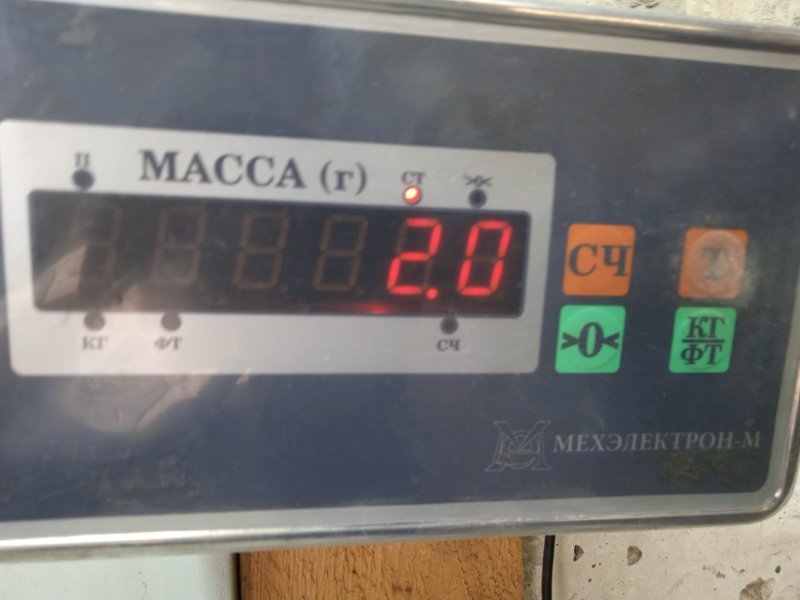 П МАССА (г) СТ >0<
2.0
КГ ФТ СЧ
СЧ Т
>0< КГ
ФТ
МЕХЭЛЕКТРОН-М